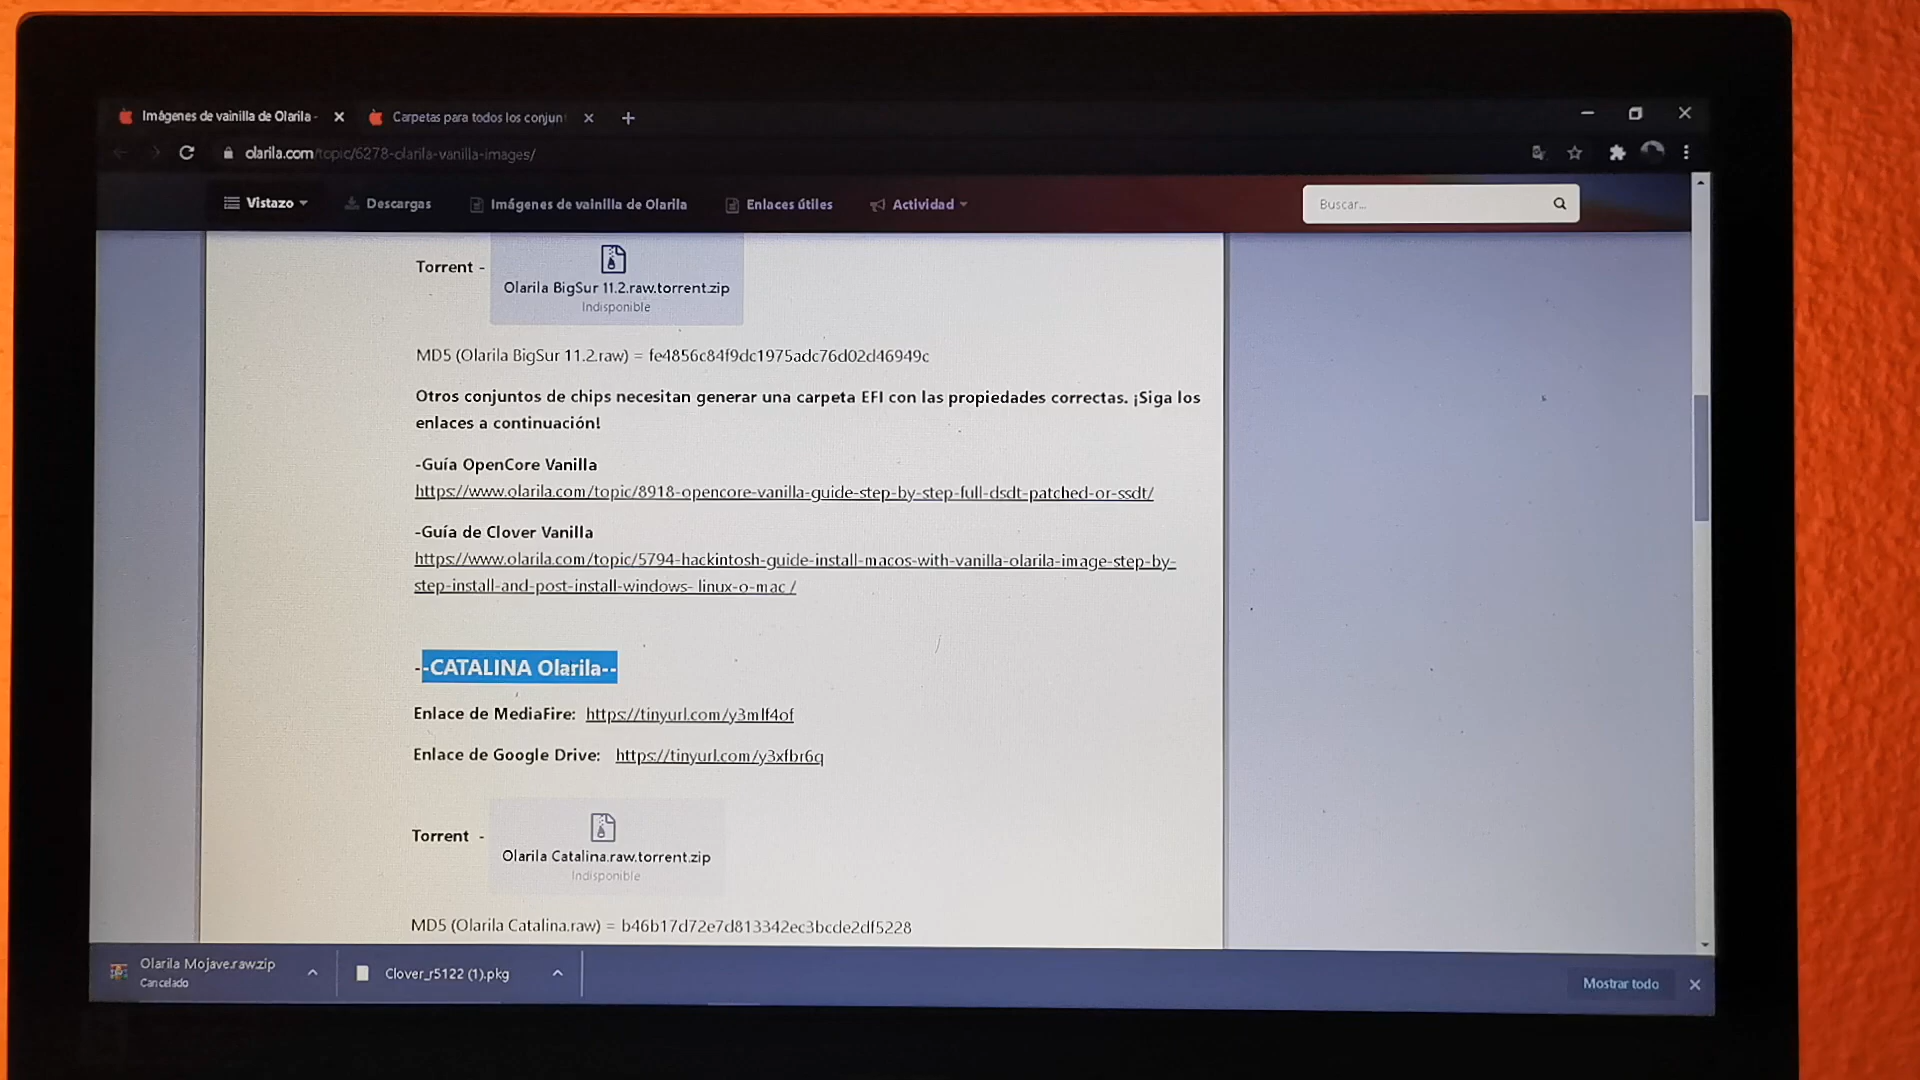 Imágenes de vainilla de Olarila -
Carpetas para todos los conjun
olarila.com/topic/6278-olarila-vanilla-images/
Vistazo
Descargas
Imágenes de vainilla de Olarila
Enlaces útiles
Actividad
Buscar...
Torrent -
Olarila BigSur 11.2.raw.torrent.zip
Indisponible
MD5 (Olarila BigSur 11.2.raw) = fe4856c84f9dc1975adc76d02d46949c
Otros conjuntos de chips necesitan generar una carpeta EFI con las propiedades correctas. ¡Siga los
enlaces a continuación!
-Guía OpenCore Vanilla
https://www.olarila.com/topic/8918-opencore-vanilla-guide-step-by-step-full-dsdt-patched-or-ssdt/
-Guía de Clover Vanilla
https://www.olarila.com/topic/5794-hackintosh-guide-install-macos-with-vanilla-olarila-image-step-by-
step-install-and-post-install-windows- linux-o-mac /
--CATALINA Olarila--
Enlace de MediaFire: https://tinyurl.com/y3mlf4of
Enlace de Google Drive: https://tinyurl.com/y3xfbr6q
Torrent -
Olarila Catalina.raw.torrent.zip
Indisponible
MD5 (Olarila Catalina.raw) = b46b17d72e7d813342ec3bcde2df5228
Olarila Mojave.raw.zip
Cancelado
Clover_r5122 (1).pkg
Mostrar todo